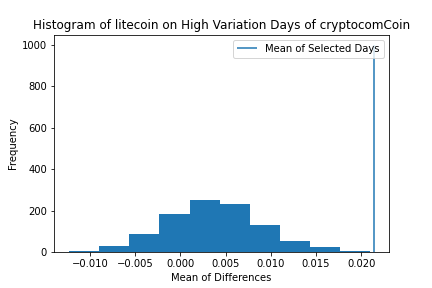 Histogram of litecoin on High Variation Days of cryptocomCoin
1000
Mean of Selected Days
800
600
400
200
0
Frequency
−0.010 −0.005 0.000 0.005 0.010 0.015 0.020
Mean of Differences